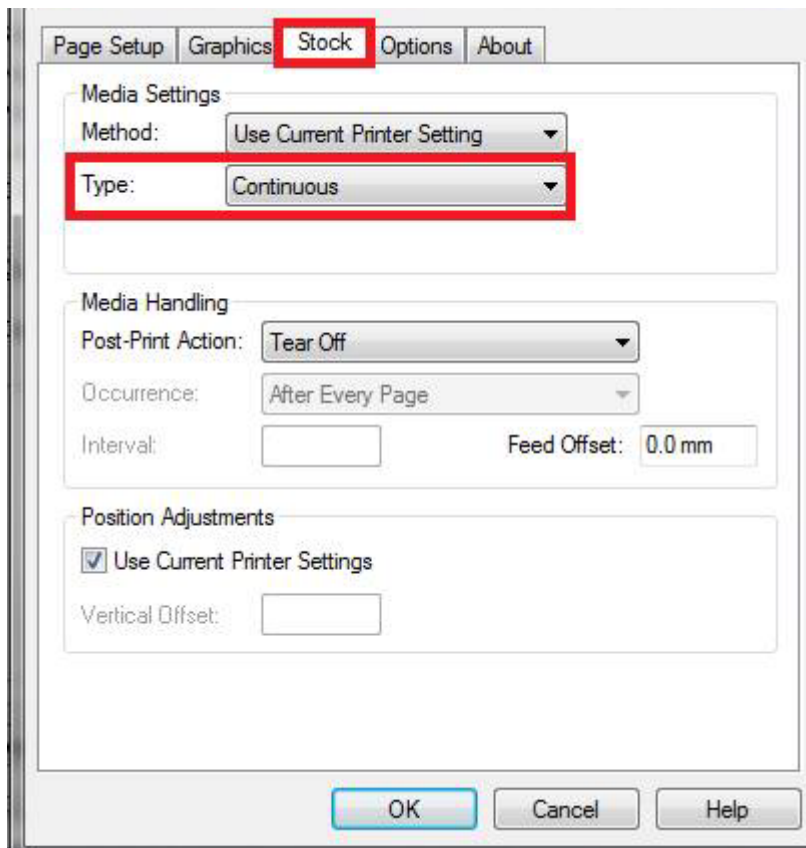 Page Setup Graphics Stock Options About
Media Settings
Method: Use Current Printer Setting
Type: Continuous
Media Handling
Post-Print Action: Tear Off
Occurrence: After Every Page
Interval: Feed Offset: 0.0 mm
Position Adjustments
Use Current Printer Settings
Vertical Offset:
OK Cancel Help